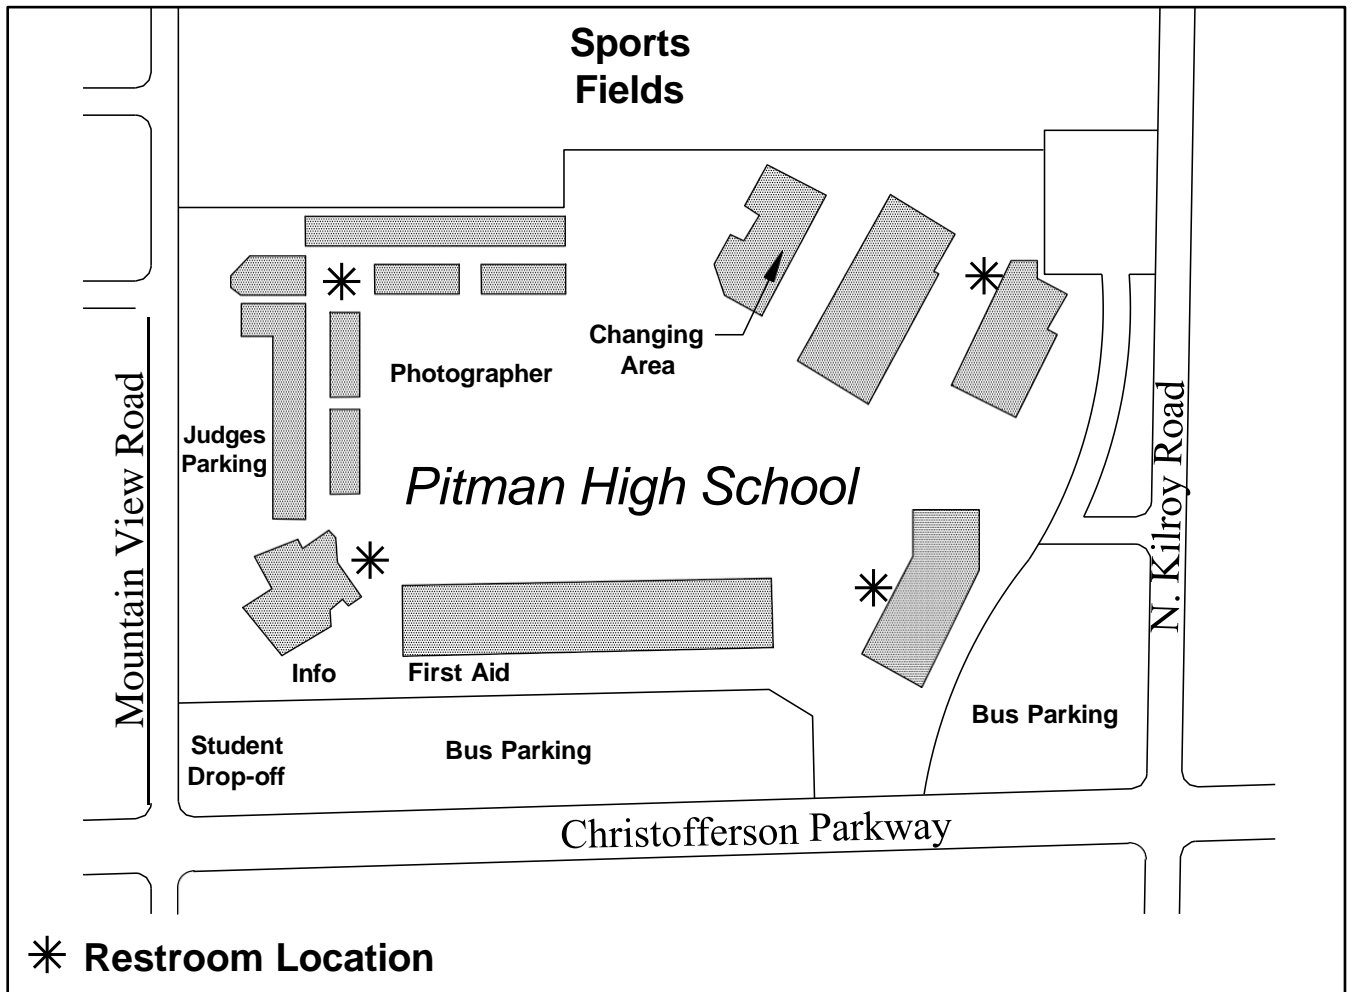 Sports
Fields
Changing
Area
Photographer
Judges
Parking
Mountain View Road
N. Kilroy Road
Pitman High School
Info
First Aid
Bus Parking
Student
Drop-off
Bus Parking
Christofferson Parkway
Restroom Location